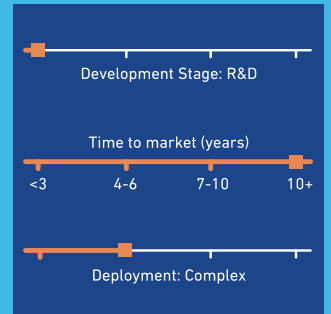 Development Stage: R&D
Time to market (years)
<3 4-6 7-10 10+
Deployment: Complex